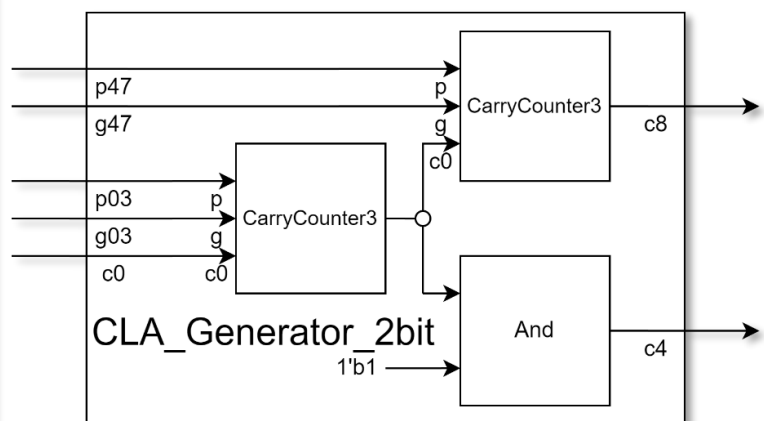 p47
p
g47
g
CarryCounter3
c8
c0
p03
p
g03
g
c0
c0
CarryCounter3
CLA_Generator_2bit
1'b1
And
c4